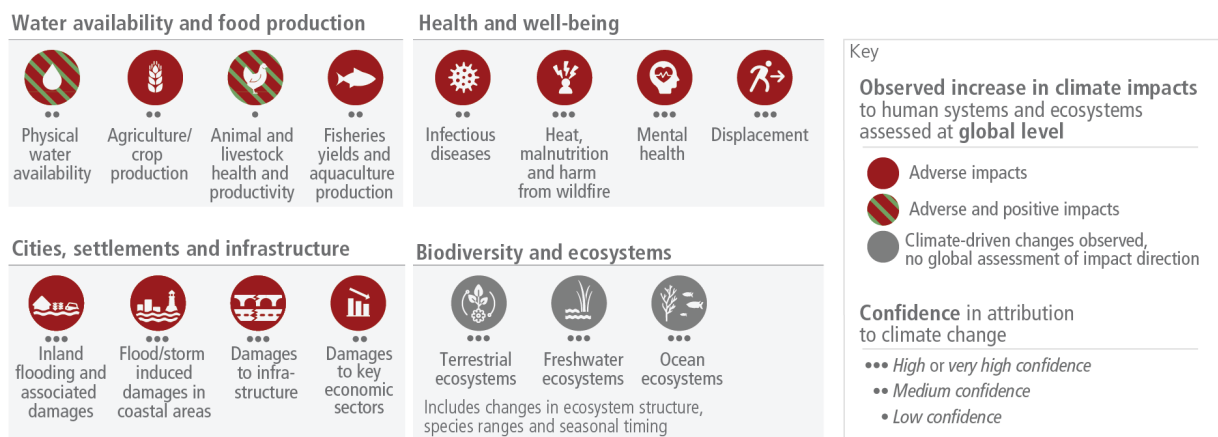 Water availability and food production
Physical
water
availability
Agriculture/
crop
production
Animal and
livestock
health and
productivity
Fisheries
yields and
aquaculture
production
Health and well-being
Infectious
diseases
Heat,
malnutrition
and harm
from wildfire
Mental
health
Displacement
Cities, settlements and infrastructure
Inland
flooding and
associated
damages
Flood/storm
induced
damages in
coastal areas
Damages
to infra-
structure
Damages
to key
economic
sectors
Biodiversity and ecosystems
Terrestrial
ecosystems
Freshwater
ecosystems
Ocean
ecosystems
Includes changes in ecosystem structure,
species ranges and seasonal timing
Key
Observed increase in climate impacts
to human systems and ecosystems
assessed at global level
Adverse impacts
Adverse and positive impacts
Climate-driven changes observed,
no global assessment of impact direction
Confidence in attribution
to climate change
••• High or very high confidence
•• Medium confidence
• Low confidence